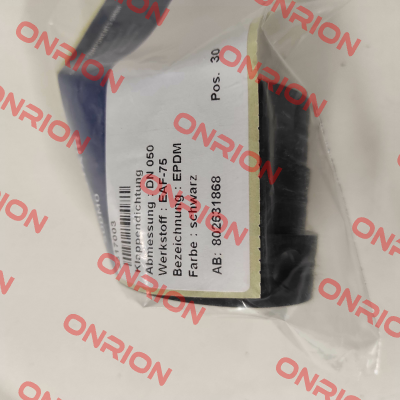 Klappendichtung
Abmessung : DN 050
Werkstoff : EAF-75
Bezeichnung : EPDM
Farbe : schwarz
AB: 802631868 Pos. 30
ONRION
ONRION
ONRION
ONRION
ONRION
ONRION
ONRION
ONRION
ONRION